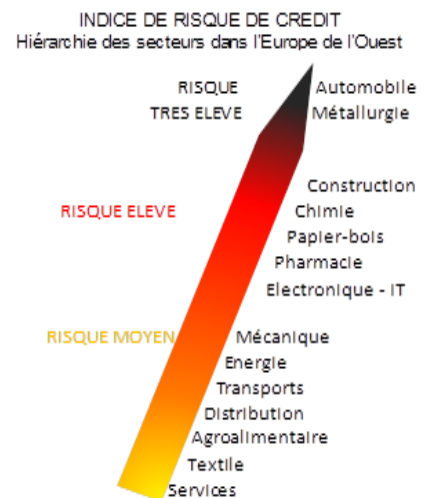 INDICE DE RISQUE DE CREDIT
Hiérarchie des secteurs dans l'Europe de l'Ouest
RISQUE
TRES ELEVE
Automobile
Métallurgie
RISQUE ELEVE
Construction
Chimie
Papier-bois
Pharmacie
Electronique - IT
RISQUE MOYEN
Mécanique
Energie
Transports
Distribution
Agroalimentaire
Textile
Services